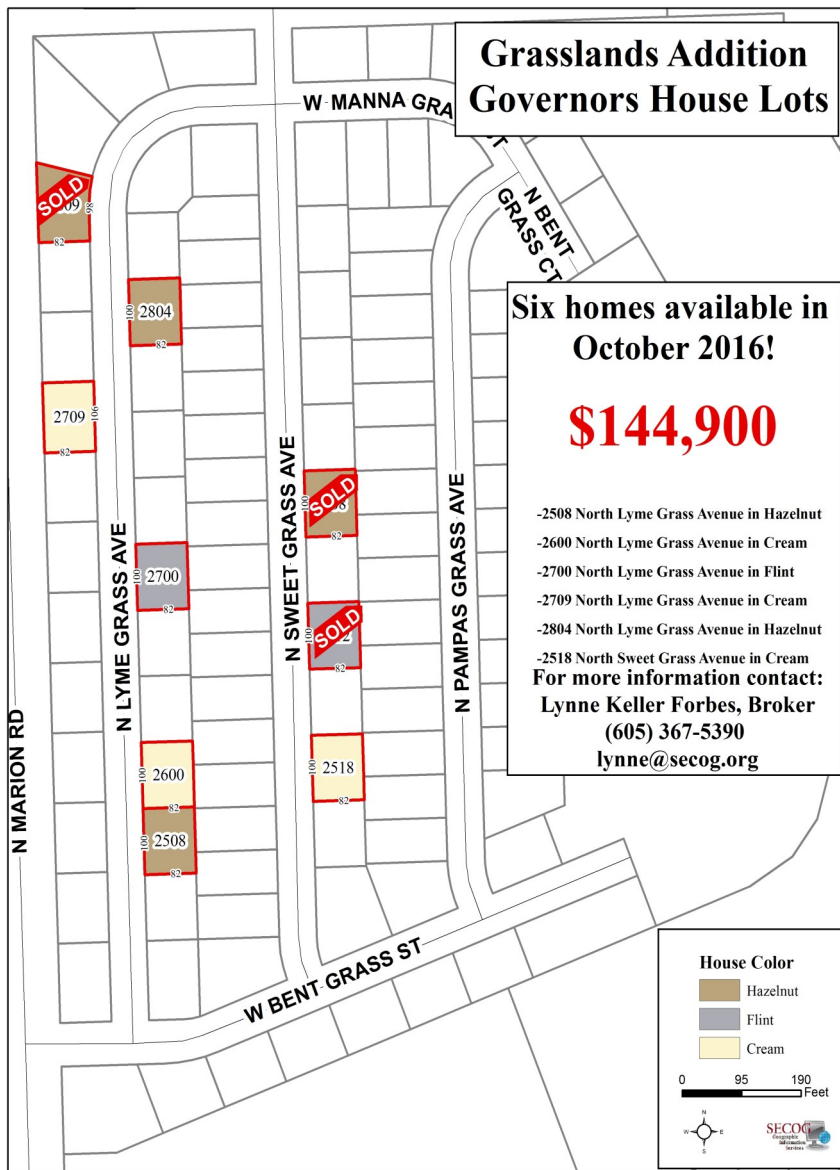 Grasslands Addition
Governors House Lots
W MANNA GRA
N BENT
GRASS CT
SOLD
98
82
2804
100
82
2709
106
82
Six homes available in
October 2016!
$144,900
-2508 North Lyme Grass Avenue in Hazelnut
-2600 North Lyme Grass Avenue in Cream
-2700 North Lyme Grass Avenue in Flint
-2709 North Lyme Grass Avenue in Cream
-2804 North Lyme Grass Avenue in Hazelnut
-2518 North Sweet Grass Avenue in Cream
For more information contact:
Lynne Keller Forbes, Broker
(605) 367-5390
lynne@secog.org
SOLD
100
82
2700
100
82
SOLD
100
82
2600
100
82
2508
100
82
2518
100
82
N MARION RD
N LYME GRASS AVE
N SWEET GRASS AVE
N PAMPAS GRASS AVE
W BENT GRASS ST
House Color
Hazelnut
Flint
Cream
0 95 190
Feet
N
W E
S
SECOG
Geographic
Information
Services